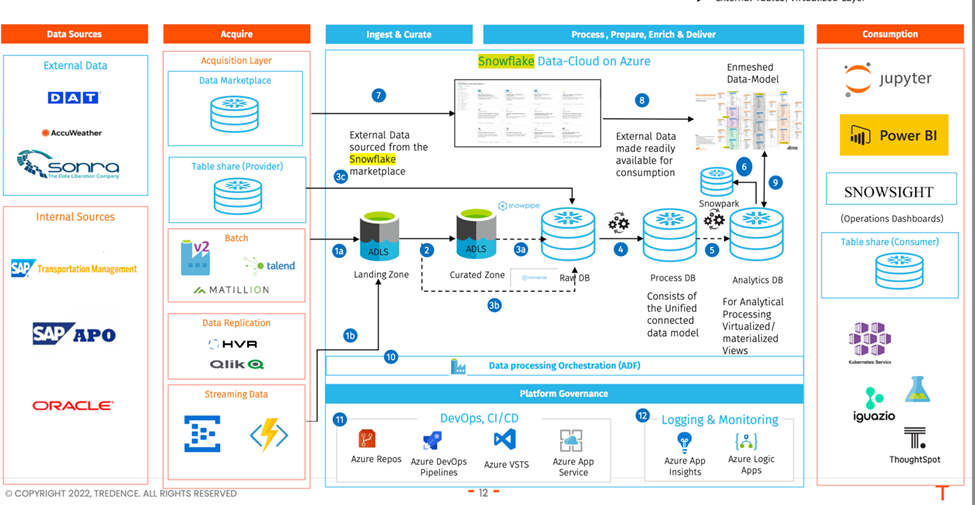 External Tables, Virtualized Layer
Data Sources
Acquire
Ingest & Curate
Process , Prepare, Enrich & Deliver
Consumption
External Data
DAT
AccuWeather
sonra
The Data Liberation Company
Internal Sources
SAP Transportation Management
SAP APO
ORACLE
Acquisition Layer
Data Marketplace
Table share (Provider)
Batch
v2
talend
MATILLION
Data Replication
HVR
Qlik Q
Streaming Data
Snowflake Data-Cloud on Azure
7
External Data
sourced from the
Snowflake
marketplace
8
External Data
made readily
available for
consumption
Enmeshed
Data-Model
3c
6
9
Snowpark
snowpipe
1a
ADLS
Landing Zone
2
ADLS
Curated Zone
3a
Raw DB
3b
4
Process DB
Consists of
the Unified
connected
data model
5
Analytics DB
For Analytical
Processing
Virtualized/
materialized
Views
1b
10
Data processing Orchestration (ADF)
Platform Governance
11
DevOps, CI/CD
Azure Repos
Azure DevOps
Pipelines
Azure VSTS
Azure App
Service
12
Logging & Monitoring
Azure App
Insights
Azure Logic
Apps
jupyter
Power BI
SNOWSIGHT
(Operations Dashboards)
Table share (Consumer)
Kubernetes Service
iguazio
ThoughtSpot
© COPYRIGHT 2022, TREDENCE. ALL RIGHTS RESERVED
- 12 -
T